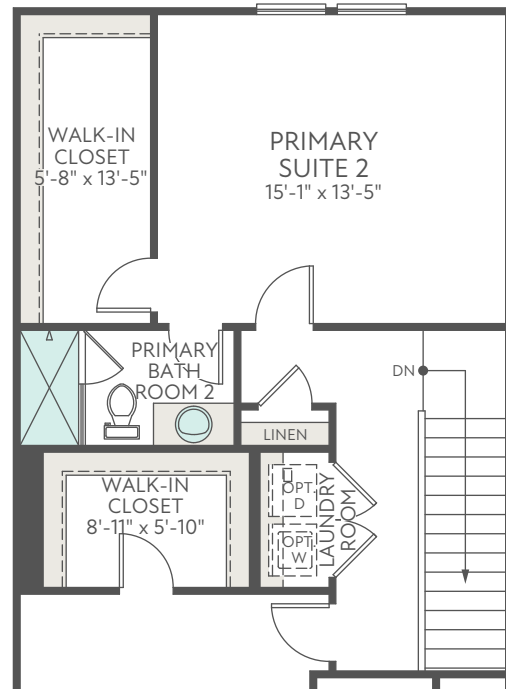 WALK-IN
CLOSET
5'-8" x 13'-5"
PRIMARY
SUITE 2
15'-1" x 13'-5"
PRIMARY
BATH
ROOM 2
DN
LINEN
WALK-IN
CLOSET
8'-11" x 5'-10"
OPT.
D
OPT.
W
LAUNDRY
ROOM